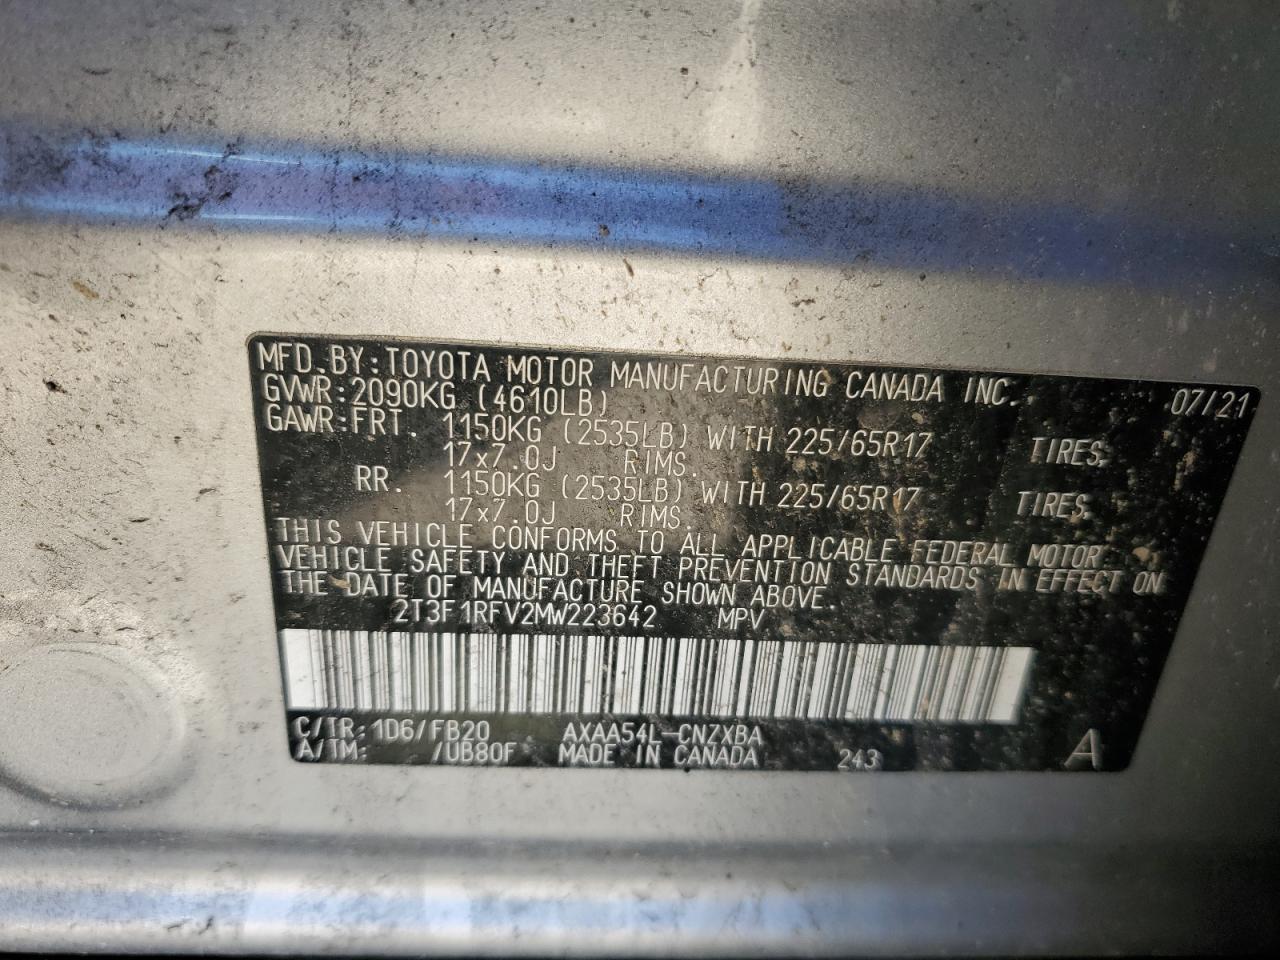 MFD. BY: TOYOTA MOTOR MANUFACTURING CANADA INC. 07/21
GVWR: 2090KG (4610LB)
GAWR: FRT. 1150KG (2535LB) WITH 225/65R17 TIRES,
17x7.0J RIMS.
RR. 1150KG (2535LB) WITH 225/65R17 TIRES,
17x7.0J RIMS.
THIS VEHICLE CONFORMS TO ALL APPLICABLE FEDERAL MOTOR
VEHICLE SAFETY AND THEFT PREVENTION STANDARDS IN EFFECT ON
THE DATE OF MANUFACTURE SHOWN ABOVE.
2T3F1RFV2MW223642 MPV
C/TR: 1D6/FB20 AXAA54L-CNZXBA
A/TM: /UB80F MADE IN CANADA 243 A